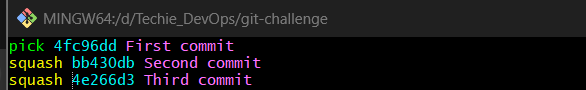 MINGW64:/d/Techie_DevOps/git-challenge
pick 4fc96dd First commit
squash bb430db Second commit
squash 4e266d3 Third commit